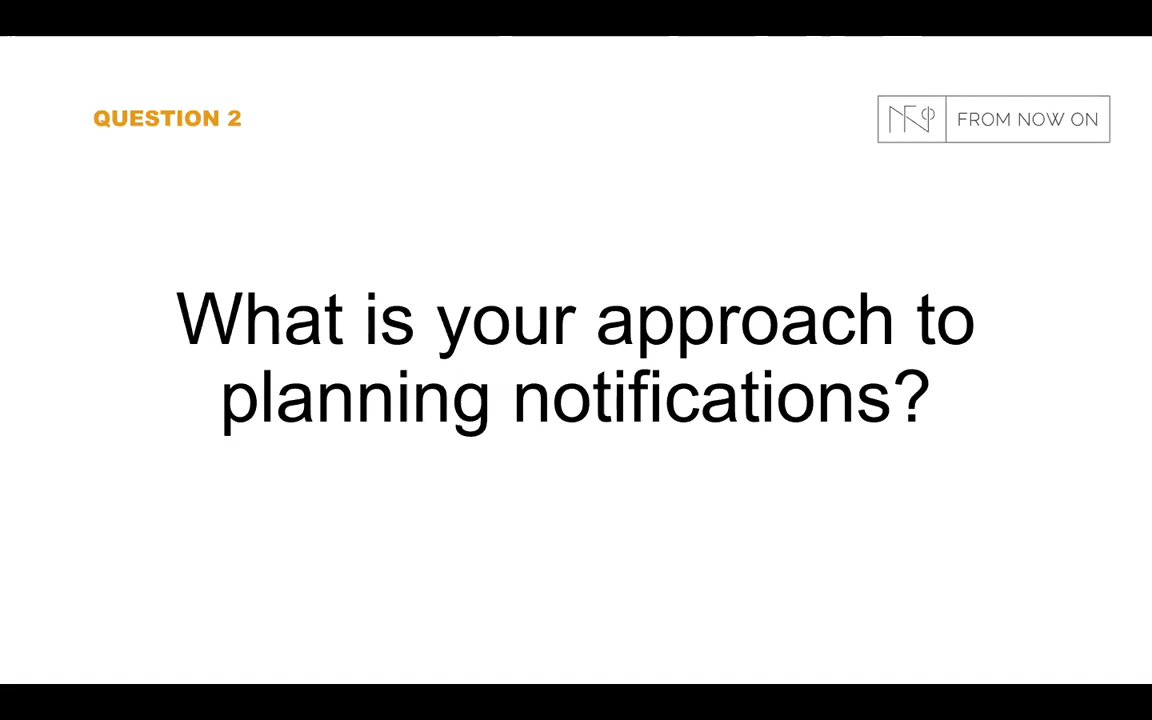 QUESTION 2
FROM NOW ON
What is your approach to
planning notifications?